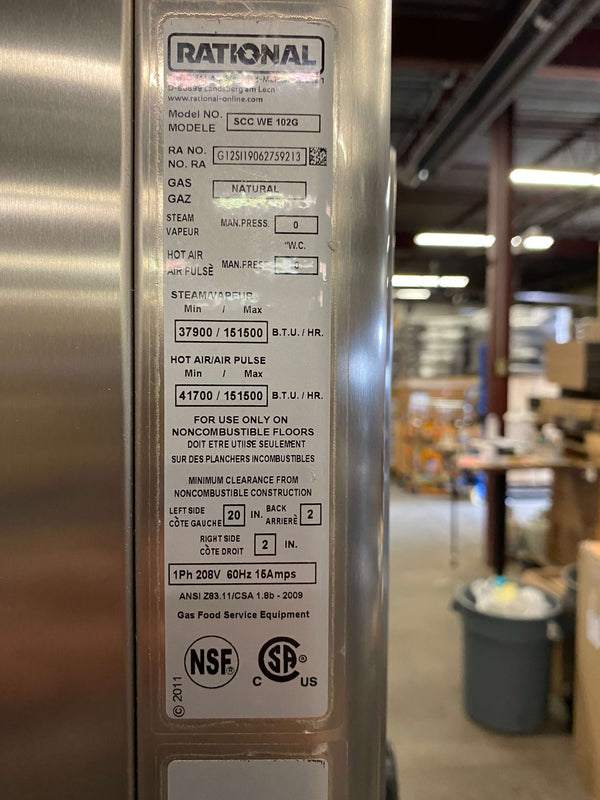 RATIONAL
D-86899 Landsberg am Lech
www.rational-online.com
Model NO. SCC WE 102G
MODELE
RA NO. G12SI19062759213
NO. RA
GAS NATURAL
GAZ
STEAM MAN.PRESS. 0
VAPEUR
"W.C.
HOT AIR MAN.PRESS 0
AIR PULSÈ
STEAM/VAPEUR
Min / Max
37900 / 151500 B.T.U / HR.
HOT AIR/AIR PULSE
Min / Max
41700 / 151500 B.T.U / HR.
FOR USE ONLY ON
NONCOMBUSTIBLE FLOORS
DOIT ETRE UTIISE SEULEMENT
SUR DES PLANCHERS INCOMBUSTIBLES
MINIMUM CLEARANCE FROM
NONCOMBUSTIBLE CONSTRUCTION
LEFT SIDE 20 IN. BACK 2
CÒTE GAUCHE ARRIERÈ
RIGHT SIDE 2 IN.
CÒTE DROIT
1Ph 208V 60Hz 15Amps
ANSI Z83.11/CSA 1.8b - 2009
Gas Food Service Equipment
NSF® CSA®
C US
© 2011